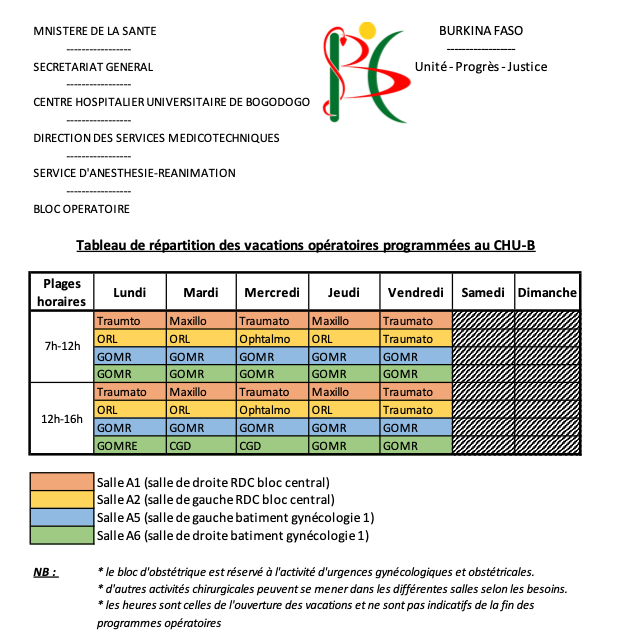 MNISTERE DE LA SANTE
-----------------
SECRETARIAT GENERAL
-----------------
CENTRE HOSPITALIER UNIVERSITAIRE DE BOGODOGO
-----------------
DIRECTION DES SERVICES MEDICOTECHNIQUES
-----------------
SERVICE D'ANESTHESIE-REANIMATION
-----------------
BLOC OPERATOIRE
BURKINA FASO
------------------
Unité - Progrès - Justice
Tableau de répartition des vacations opératoires programmées au CHU-B
Plages horaires Lundi Mardi Mercredi Jeudi Vendredi Samedi Dimanche
7h-12h
Traumto Maxillo Traumato Maxillo Traumato
ORL ORL Ophtalmo ORL Traumato
GOMR GOMR GOMR GOMR GOMR
GOMR GOMR GOMR GOMR GOMR
12h-16h
Traumato Maxillo Traumato Maxillo Traumato
ORL ORL Ophtalmo ORL Traumato
GOMR GOMR GOMR GOMR GOMR
GOMRE CGD CGD GOMR GOMR
Salle A1 (salle de droite RDC bloc central)
Salle A2 (salle de gauche RDC bloc central)
Salle A5 (salle de gauche batiment gynécologie 1)
Salle A6 (salle de droite batiment gynécologie 1)
NB : * le bloc d'obstétrique est réservé à l'activité d'urgences gynécologiques et obstétricales.
* d'autres activités chirurgicales peuvent se mener dans les différentes salles selon les besoins.
* les heures sont celles de l'ouverture des vacations et ne sont pas indicatifs de la fin des
programmes opératoires